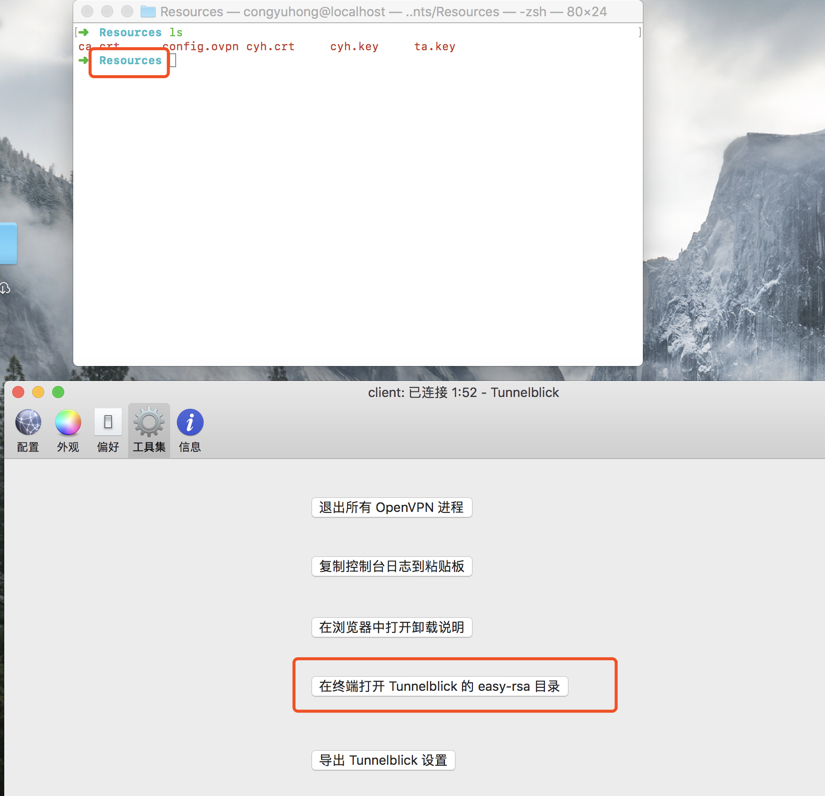 Resources — congyuhong@localhost — ..nts/Resources — -zsh — 80×24
[➜ Resources ls ]
ca.crt config.ovpn cyh.crt cyh.key ta.key
➜ Resources
client: 已连接 1:52 - Tunnelblick
配置 外观 偏好 工具集 信息
退出所有 OpenVPN 进程
复制控制台日志到粘贴板
在浏览器中打开卸载说明
在终端打开 Tunnelblick 的 easy-rsa 目录
导出 Tunnelblick 设置